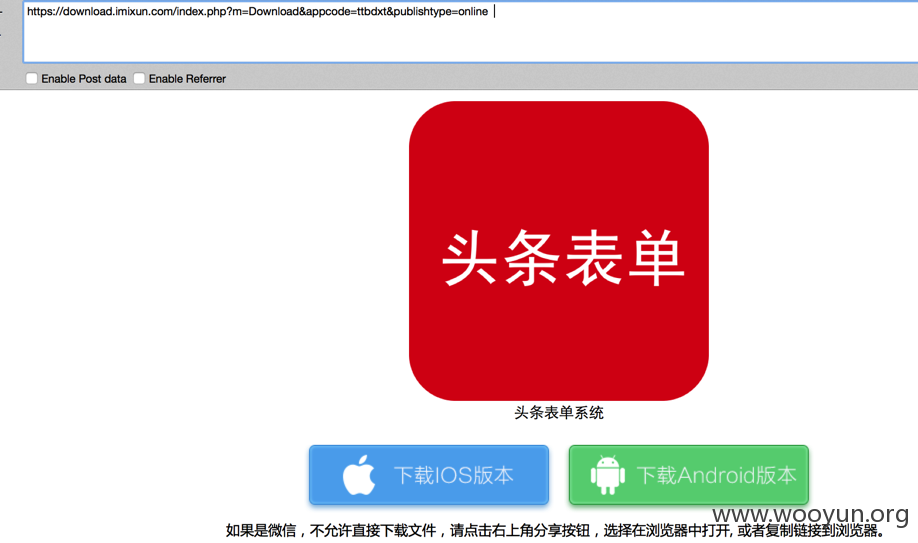 https://download.imixun.com/index.php?m=Download&appcode=ttbdxt&publishtype=online
Enable Post data Enable Referrer
头条表单
头条表单系统
下载IOS版本 下载Android版本
www.wooyun.org
如果是微信，不允许直接下载文件，请点击右上角分享按钮，选择在浏览器中打开, 或者复制链接到浏览器。